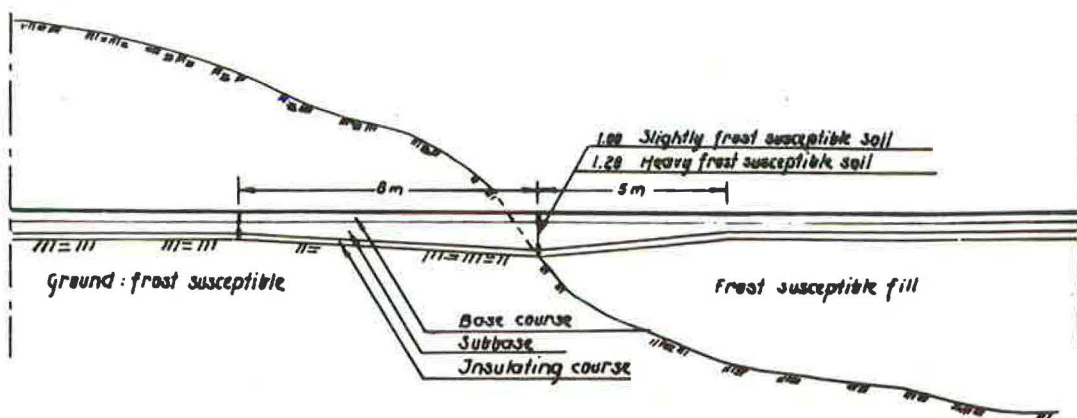 1.00 Slightly frost susceptible soil
1.20 Heavy frost susceptible soil
8m
5m
Ground : frost susceptible
Frost susceptible fill
Base course
Subbase
Insulating course